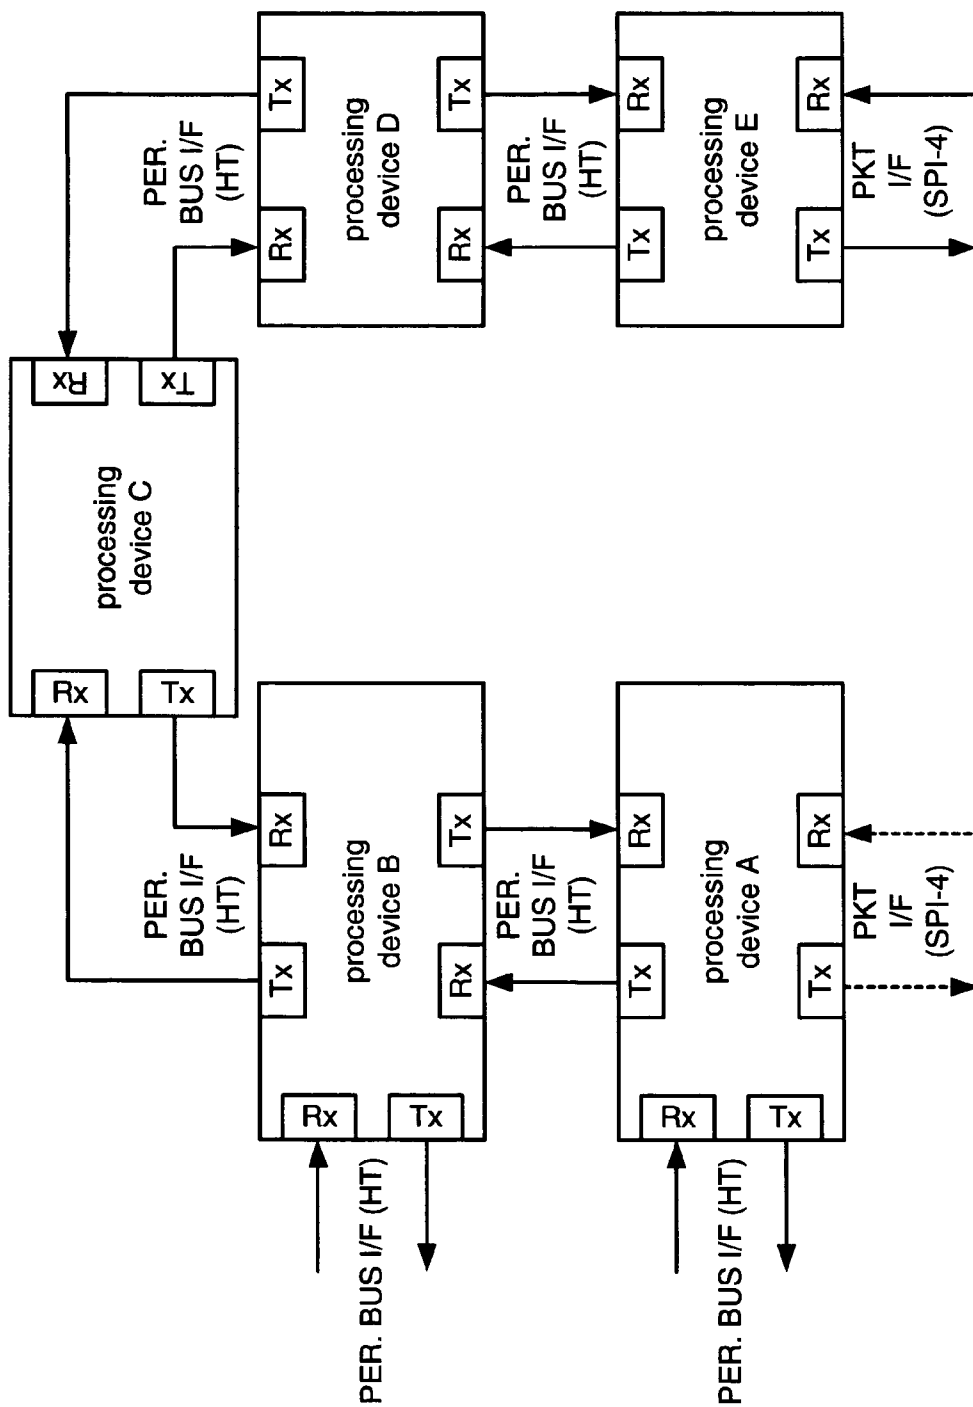 Rx
Tx
processing
device C
Rx
Tx
PER.
BUS I/F
(HT)
PER.
BUS I/F
(HT)
Tx
Rx
Rx
Tx
processing
device B
Rx
Tx
PER. BUS I/F (HT)
Rx
Tx
Rx
Tx
processing
device D
Rx
Tx
PER.
BUS I/F
(HT)
PER.
BUS I/F
(HT)
Tx
Rx
Rx
Tx
processing
device A
Tx
Rx
PER. BUS I/F (HT)
Tx
Rx
processing
device E
Tx
Rx
PKT
I/F
(SPI-4)
PKT
I/F
(SPI-4)